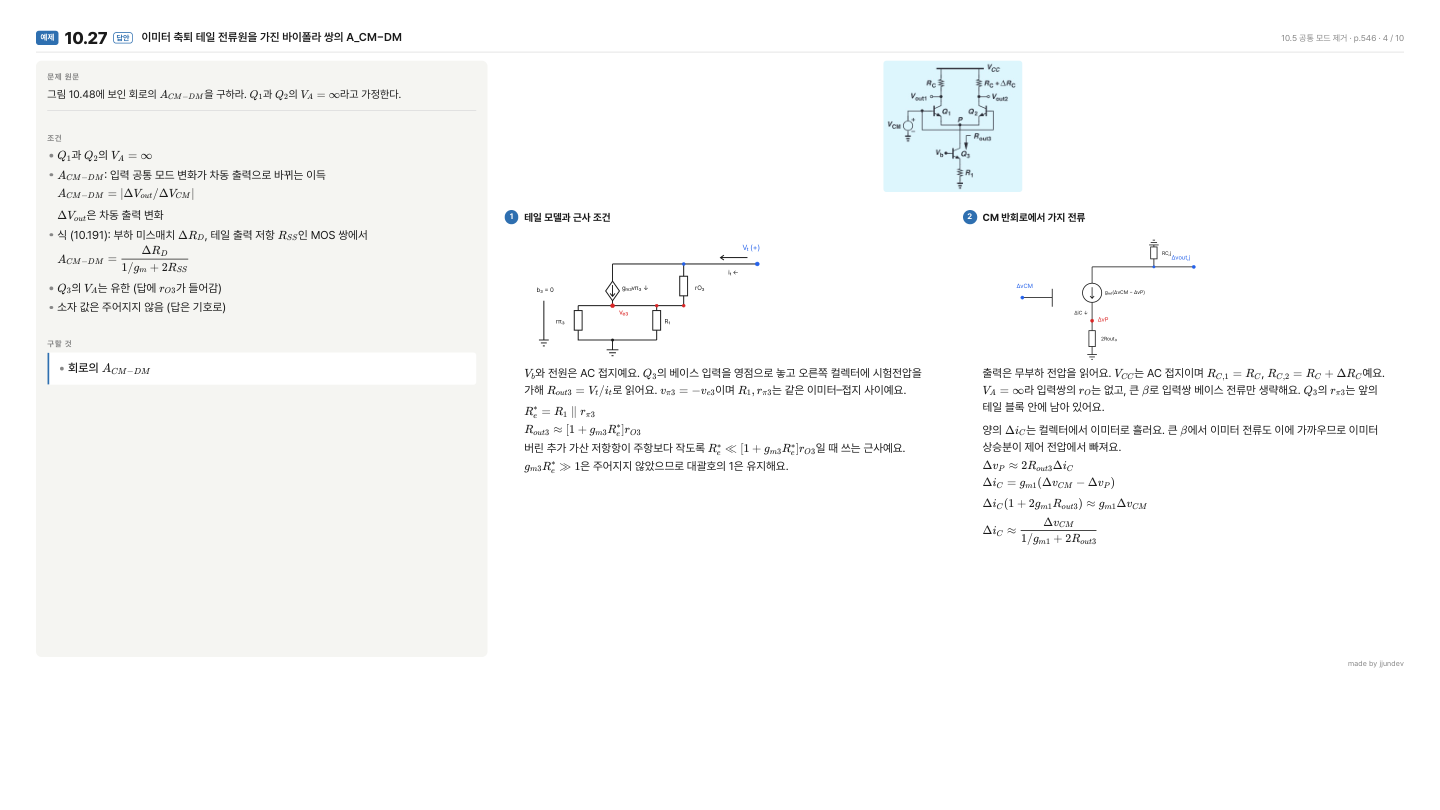 예제 10.27 답안 이미터 축퇴 테일 전류원을 가진 바이폴라 쌍의 A_CM−DM
10.5 공통 모드 제거 · p.546 · 4 / 10
문제 원문
그림 10.48에 보인 회로의 A_{CM−DM}을 구하라. Q_1과 Q_2의 V_A = ∞라고 가정한다.
조건
• Q_1과 Q_2의 V_A = ∞
• A_{CM−DM}: 입력 공통 모드 변화가 차동 출력으로 바뀌는 이득
A_{CM−DM} = |ΔV_{out}/ΔV_{CM}|
ΔV_{out}은 차동 출력 변화
• 식 (10.191): 부하 미스매치 ΔR_D, 테일 출력 저항 R_{SS}인 MOS 쌍에서
A_{CM−DM} = ΔR_D / (1/g_m + 2R_{SS})
• Q_3의 V_A는 유한 (답에 r_{O3}가 들어감)
• 소자 값은 주어지지 않음 (답은 기호로)
구할 것
• 회로의 A_{CM−DM}
V_{CC}
R_C
R_C + ΔR_C
V_{out1}
V_{out2}
Q_1
Q_2
P
V_{CM}
+
−
R_{out3}
V_b
Q_3
R_1
1 테일 모델과 근사 조건
V_t (+)
i_t ←
b_3 = 0
g_{m3}vπ_3 ↓
rO_3
v_{e3}
rπ_3
R_1
V_b와 전원은 AC 접지예요. Q_3의 베이스 입력을 영점으로 놓고 오른쪽 컬렉터에 시험전압을
가해 R_{out3} = V_t/i_t로 읽어요. v_{π3} = −v_{e3}이며 R_1, r_{π3}는 같은 이미터–접지 사이예요.
R_e^* = R_1 || r_{π3}
R_{out3} ≈ [1 + g_{m3}R_e^*]r_{O3}
버린 추가 가산 저항항이 주항보다 작도록 R_e^* ≪ [1 + g_{m3}R_e^*]r_{O3}일 때 쓰는 근사예요.
g_{m3}R_e^* ≫ 1은 주어지지 않았으므로 대괄호의 1은 유지해요.
2 CM 반회로에서 가지 전류
RC,j
Δvout,j
ΔvCM
g_{m1}(ΔvCM − ΔvP)
ΔiC ↓
ΔvP
2Rout_3
출력은 무부하 전압을 읽어요. V_{CC}는 AC 접지이며 R_{C,1} = R_C, R_{C,2} = R_C + ΔR_C예요.
V_A = ∞라 입력쌍의 r_O는 없고, 큰 β로 입력쌍 베이스 전류만 생략해요. Q_3의 r_{π3}는 앞의
테일 블록 안에 남아 있어요.
양의 Δi_C는 컬렉터에서 이미터로 흘러요. 큰 β에서 이미터 전류도 이에 가까우므로 이미터
상승분이 제어 전압에서 빠져요.
Δv_P ≈ 2R_{out3}Δi_C
Δi_C = g_{m1}(Δv_{CM} − Δv_P)
Δi_C(1 + 2g_{m1}R_{out3}) ≈ g_{m1}Δv_{CM}
Δi_C ≈ Δv_{CM} / (1/g_{m1} + 2R_{out3})
made by jjundev